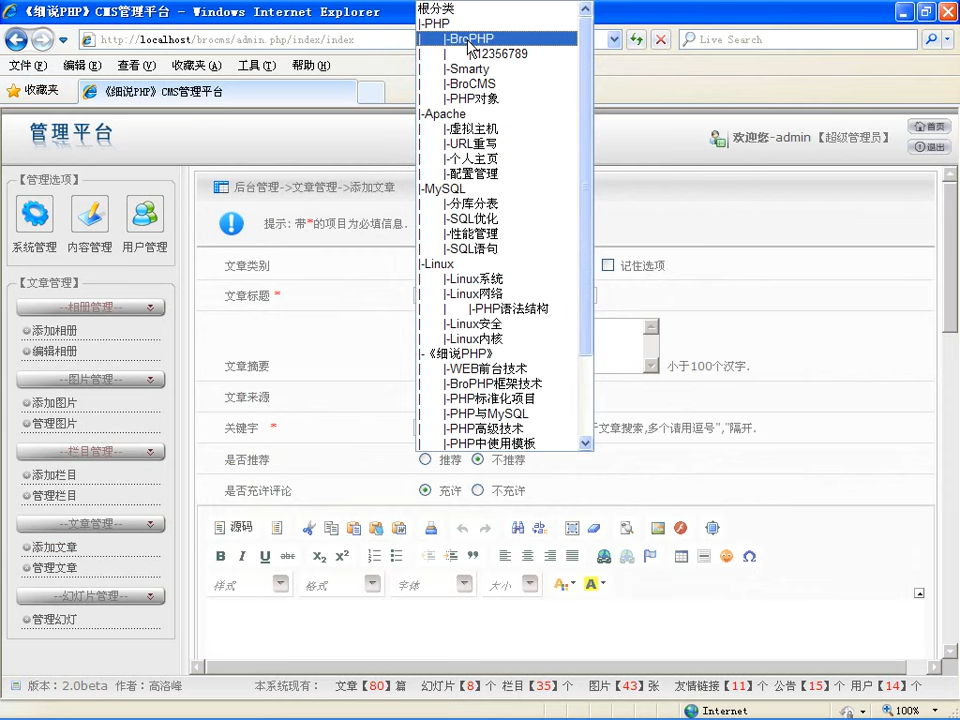 《细说PHP》CMS管理平台 - Windows Internet Explorer
http://localhost/brocms/admin.php/index/index
Live Search
文件(F) 编辑(E) 查看(V) 收藏夹(A) 工具(T) 帮助(H)
收藏夹 《细说PHP》CMS管理平台
管理平台
欢迎您-admin 【超级管理员】
首页
退出
【管理选项】
系统管理 内容管理 用户管理
【文章管理】
--相册管理--
添加相册
编辑相册
--图片管理--
添加图片
管理图片
--栏目管理--
添加栏目
管理栏目
--文章管理--
添加文章
管理文章
--幻灯片管理--
管理幻灯
后台管理->文章管理->添加文章
提示: 带*的项目为必填信息.
文章类别 记住选项
文章标题 *
文章摘要 小于100个汉字.
文章来源
关键字 * 于文章搜索,多个请用逗号","隔开.
是否推荐 推荐 不推荐
是否充许评论 充许 不充许
根分类
|-PHP
| |-BroPHP
| 12356789
| |-Smarty
| |-BroCMS
| |-PHP对象
|-Apache
| |-虚拟主机
| |-URL重写
| |-个人主页
| |-配置管理
|-MySQL
| |-分库分表
| |-SQL优化
| |-性能管理
| |-SQL语句
|-Linux
| |-Linux系统
| |-Linux网络
| | |-PHP语法结构
| |-Linux安全
| |-Linux内核
|-《细说PHP》
| |-WEB前台技术
| |-BroPHP框架技术
| |-PHP标准化项目
| |-PHP与MySQL
| |-PHP高级技术
| |-PHP中使用模板
源码
B I U abc X₂ X²
样式 格式 字体 大小
版本: 2.0beta 作者: 高洛峰 本系统现有: 文章【80】篇 幻灯片【8】个 栏目【35】个 图片【43】张 友情链接【11】个 公告【15】个 用户【14】个
Internet 100%